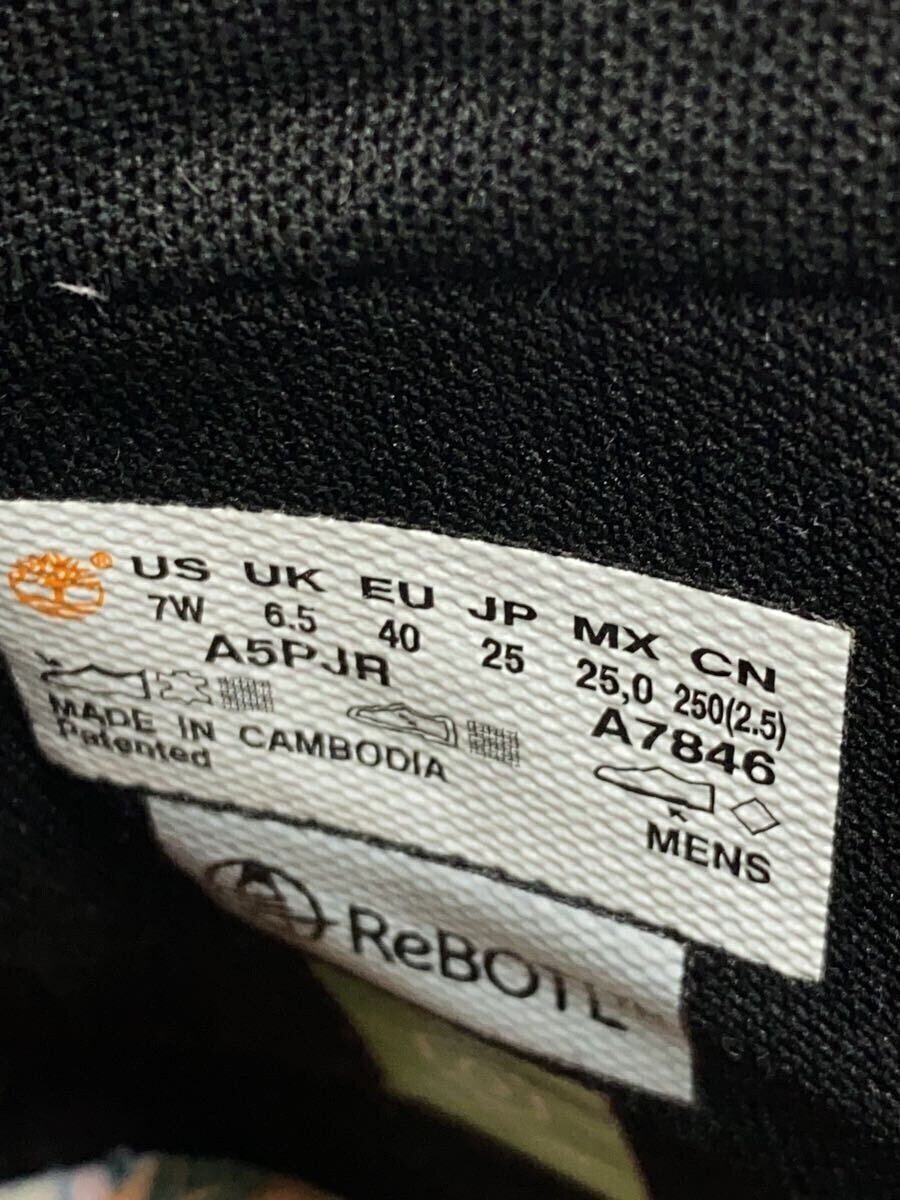 US UK EU JP MX CN
7W 6.5 40 25 25,0 250(2.5)
A5PJR A7846
MADE IN CAMBODIA
Patented
MENS
ReBOTL